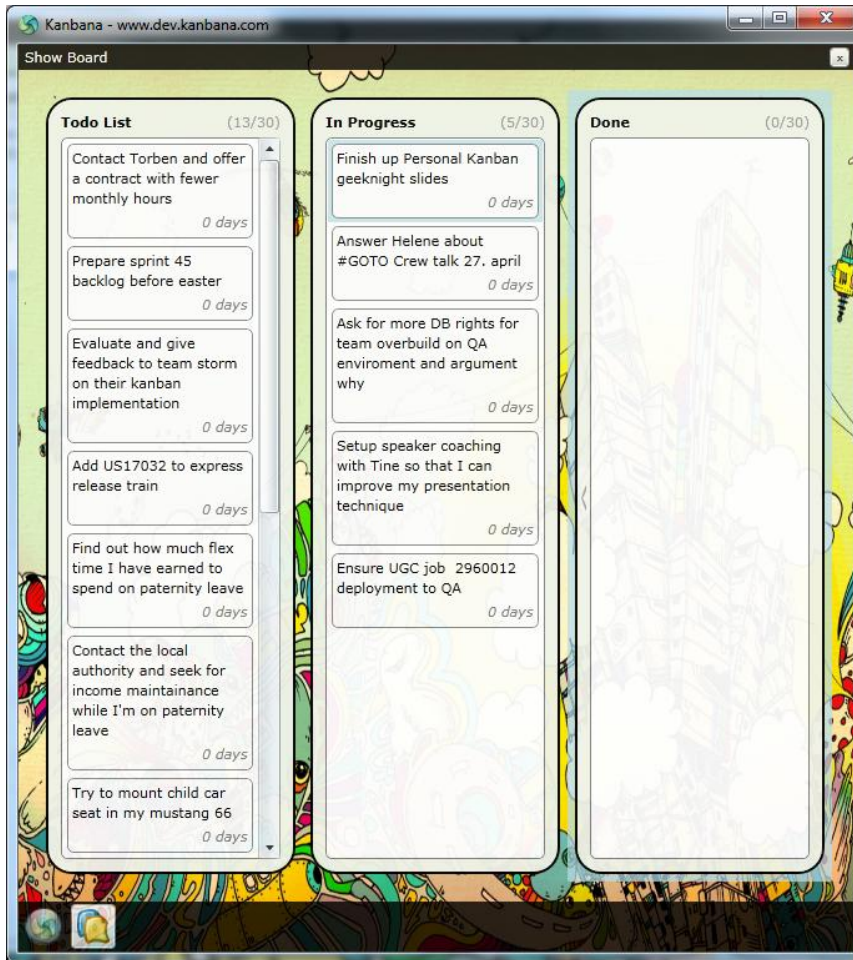 Kanbana - www.dev.kanbana.com
Show Board
Todo List (13/30)
Contact Torben and offer
a contract with fewer
monthly hours
0 days
Prepare sprint 45
backlog before easter
0 days
Evaluate and give
feedback to team storm
on their kanban
implementation
0 days
Add US17032 to express
release train
0 days
Find out how much flex
time I have earned to
spend on paternity leave
0 days
Contact the local
authority and seek for
income maintainance
while I'm on paternity
leave
0 days
Try to mount child car
seat in my mustang 66
0 days
In Progress (5/30)
Finish up Personal Kanban
geeknight slides
0 days
Answer Helene about
#GOTO Crew talk 27. april
0 days
Ask for more DB rights for
team overbuild on QA
enviroment and argument
why
0 days
Setup speaker coaching
with Tine so that I can
improve my presentation
technique
0 days
Ensure UGC job  2960012
deployment to QA
0 days
Done (0/30)